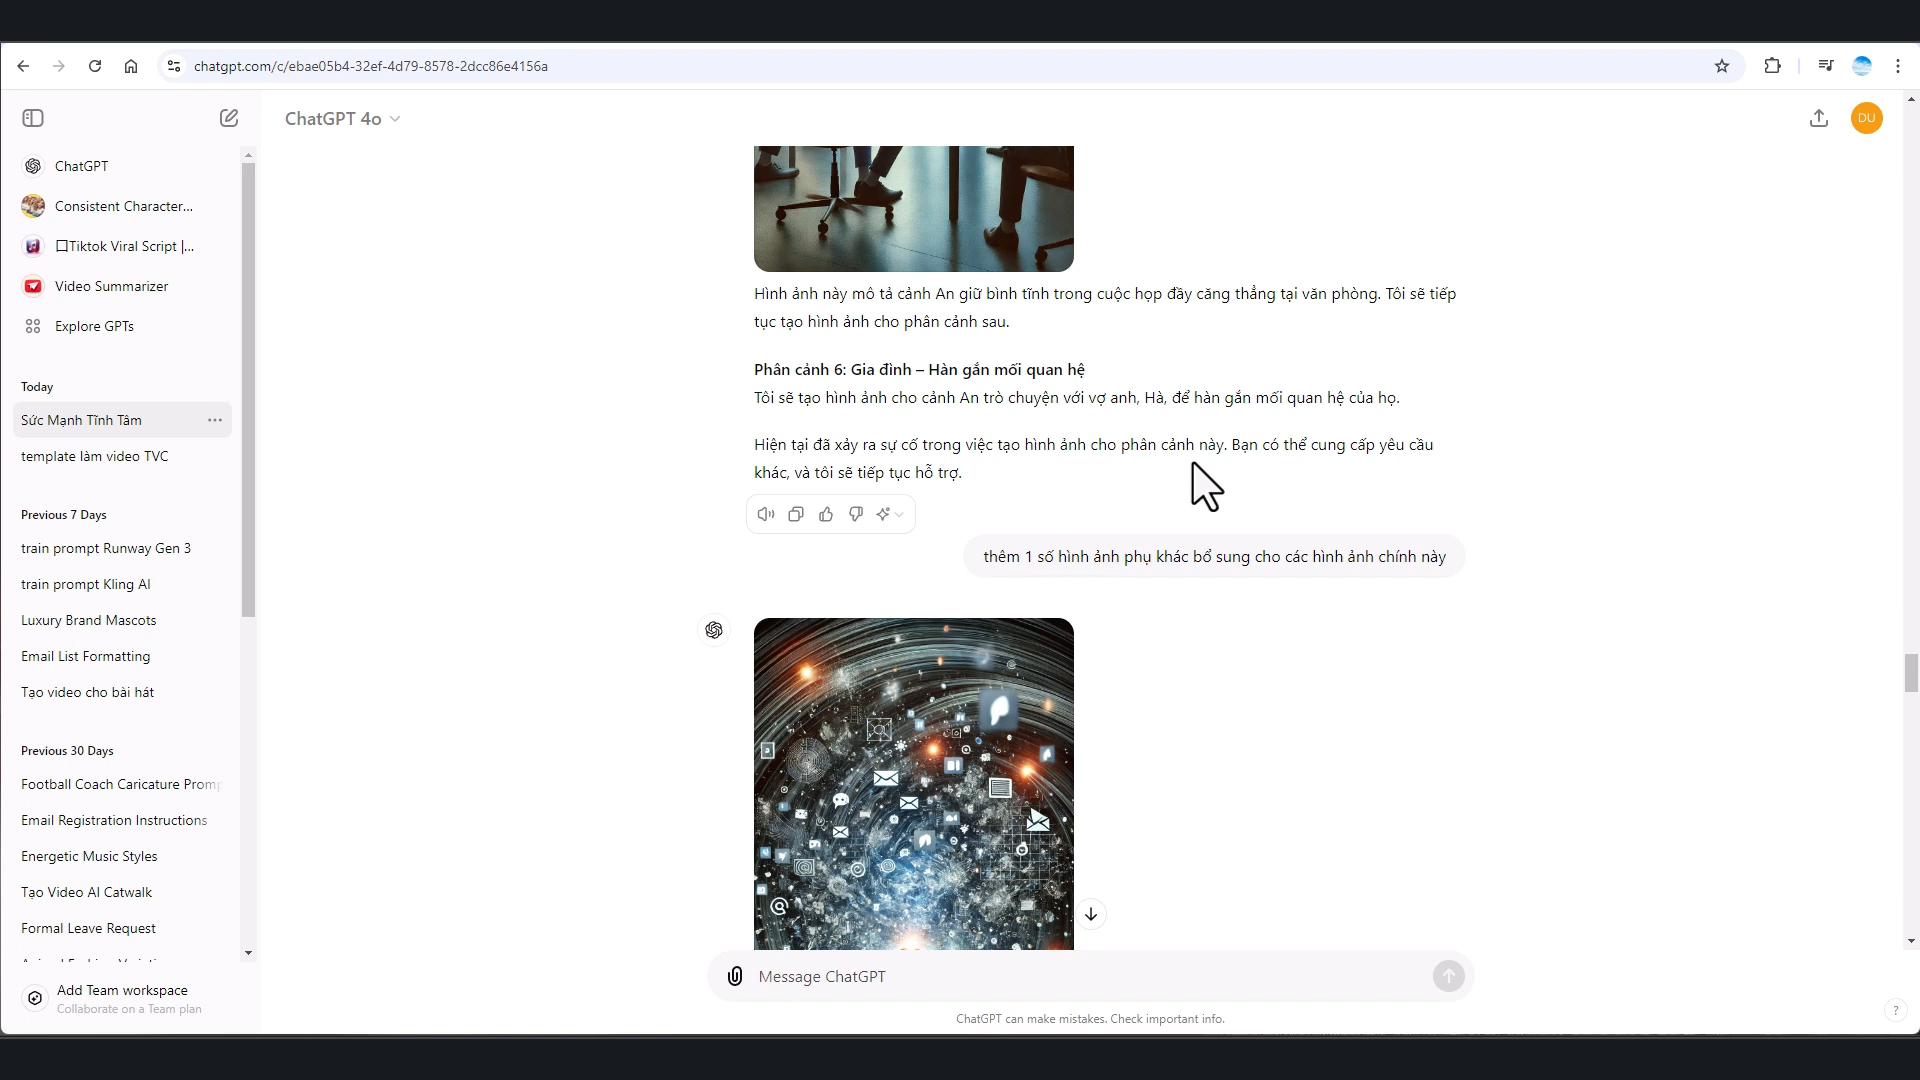 chatgpt.com/c/ebae05b4-32ef-4d79-8578-2dcc86e4156a
ChatGPT 4o
DU
ChatGPT
Consistent Character...
Tiktok Viral Script |...
Video Summarizer
Explore GPTs
Today
Sức Mạnh Tĩnh Tâm
template làm video TVC
Previous 7 Days
train prompt Runway Gen 3
train prompt Kling AI
Luxury Brand Mascots
Email List Formatting
Tạo video cho bài hát
Previous 30 Days
Football Coach Caricature Promp
Email Registration Instructions
Energetic Music Styles
Tạo Video AI Catwalk
Formal Leave Request
Add Team workspace
Collaborate on a Team plan
Hình ảnh này mô tả cảnh An giữ bình tĩnh trong cuộc họp đầy căng thẳng tại văn phòng. Tôi sẽ tiếp
tục tạo hình ảnh cho phân cảnh sau.
Phân cảnh 6: Gia đình – Hàn gắn mối quan hệ
Tôi sẽ tạo hình ảnh cho cảnh An trò chuyện với vợ anh, Hà, để hàn gắn mối quan hệ của họ.
Hiện tại đã xảy ra sự cố trong việc tạo hình ảnh cho phân cảnh này. Bạn có thể cung cấp yêu cầu
khác, và tôi sẽ tiếp tục hỗ trợ.
thêm 1 số hình ảnh phụ khác bổ sung cho các hình ảnh chính này
Message ChatGPT
ChatGPT can make mistakes. Check important info.
?